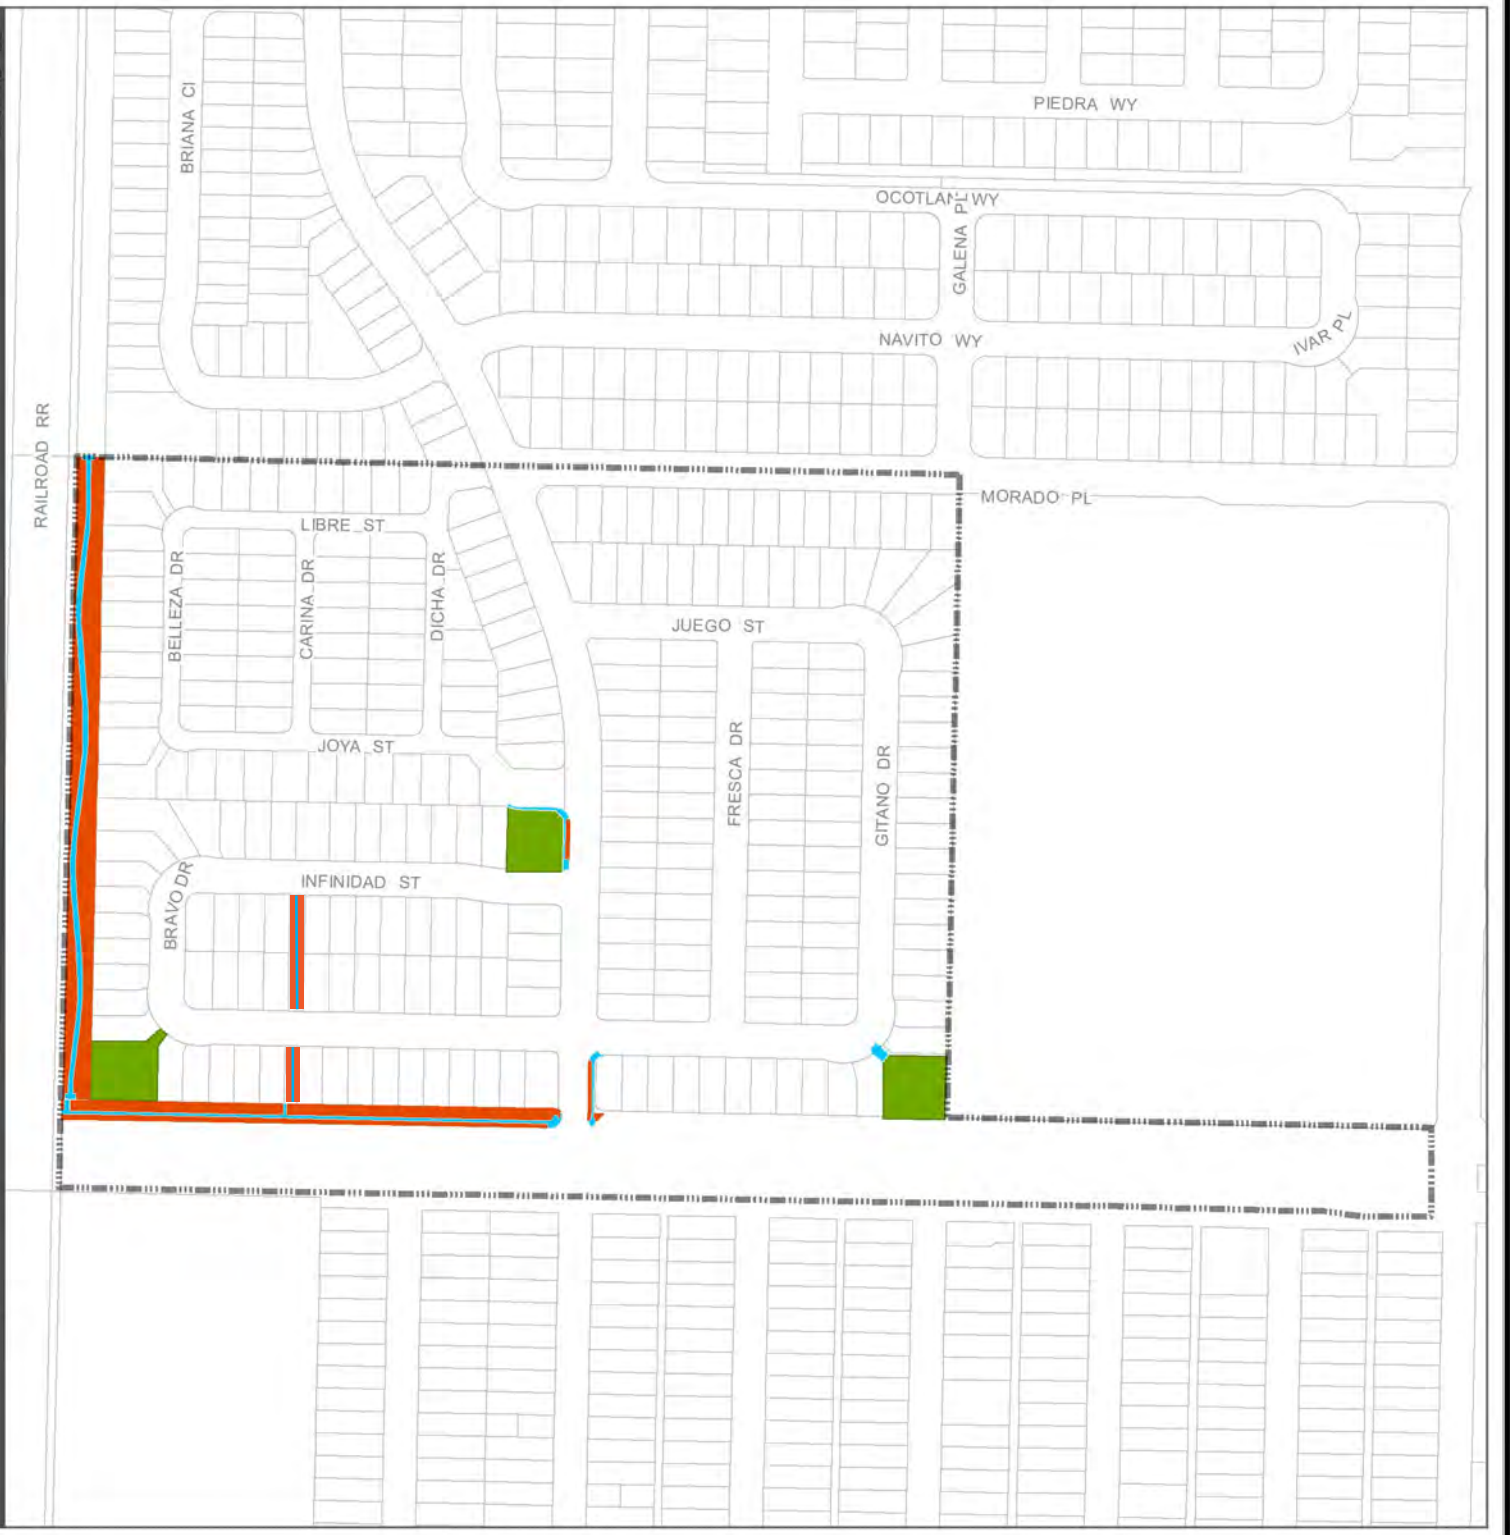 BRIANA CI
PIEDRA WY
OCOTLAN WY
GALENA PL
NAVITO WY
IVAR PL
RAILROAD RR
MORADO PL
LIBRE ST
BELLEZA DR
CARINA DR
DICHA DR
JUEGO ST
FRESCA DR
GITANO DR
JOYA ST
INFINIDAD ST
BRAVO DR